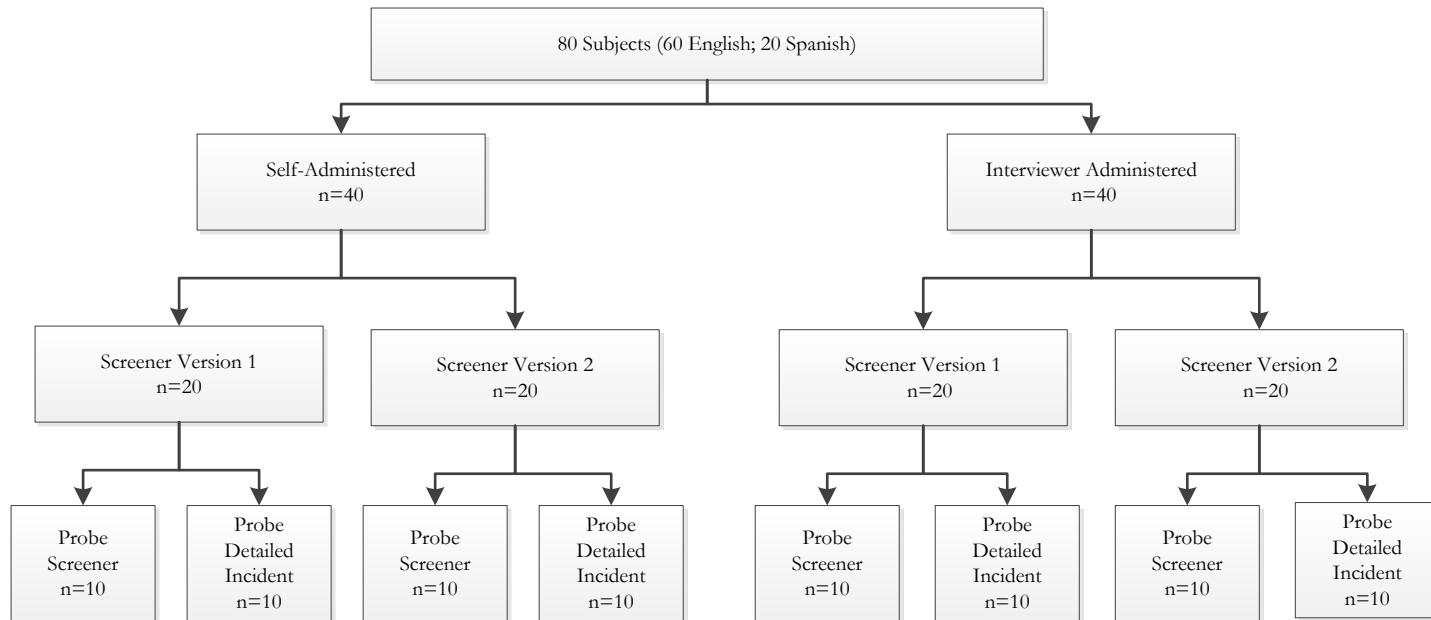 80 Subjects (60 English; 20 Spanish)
Self-Administered
n=40
Interviewer Administered
n=40
Screener Version 1
n=20
Screener Version 2
n=20
Screener Version 1
n=20
Screener Version 2
n=20
Probe
Screener
n=10
Probe
Detailed
Incident
n=10
Probe
Screener
n=10
Probe
Detailed
Incident
n=10
Probe
Screener
n=10
Probe
Detailed
Incident
n=10
Probe
Screener
n=10
Probe
Detailed
Incident
n=10